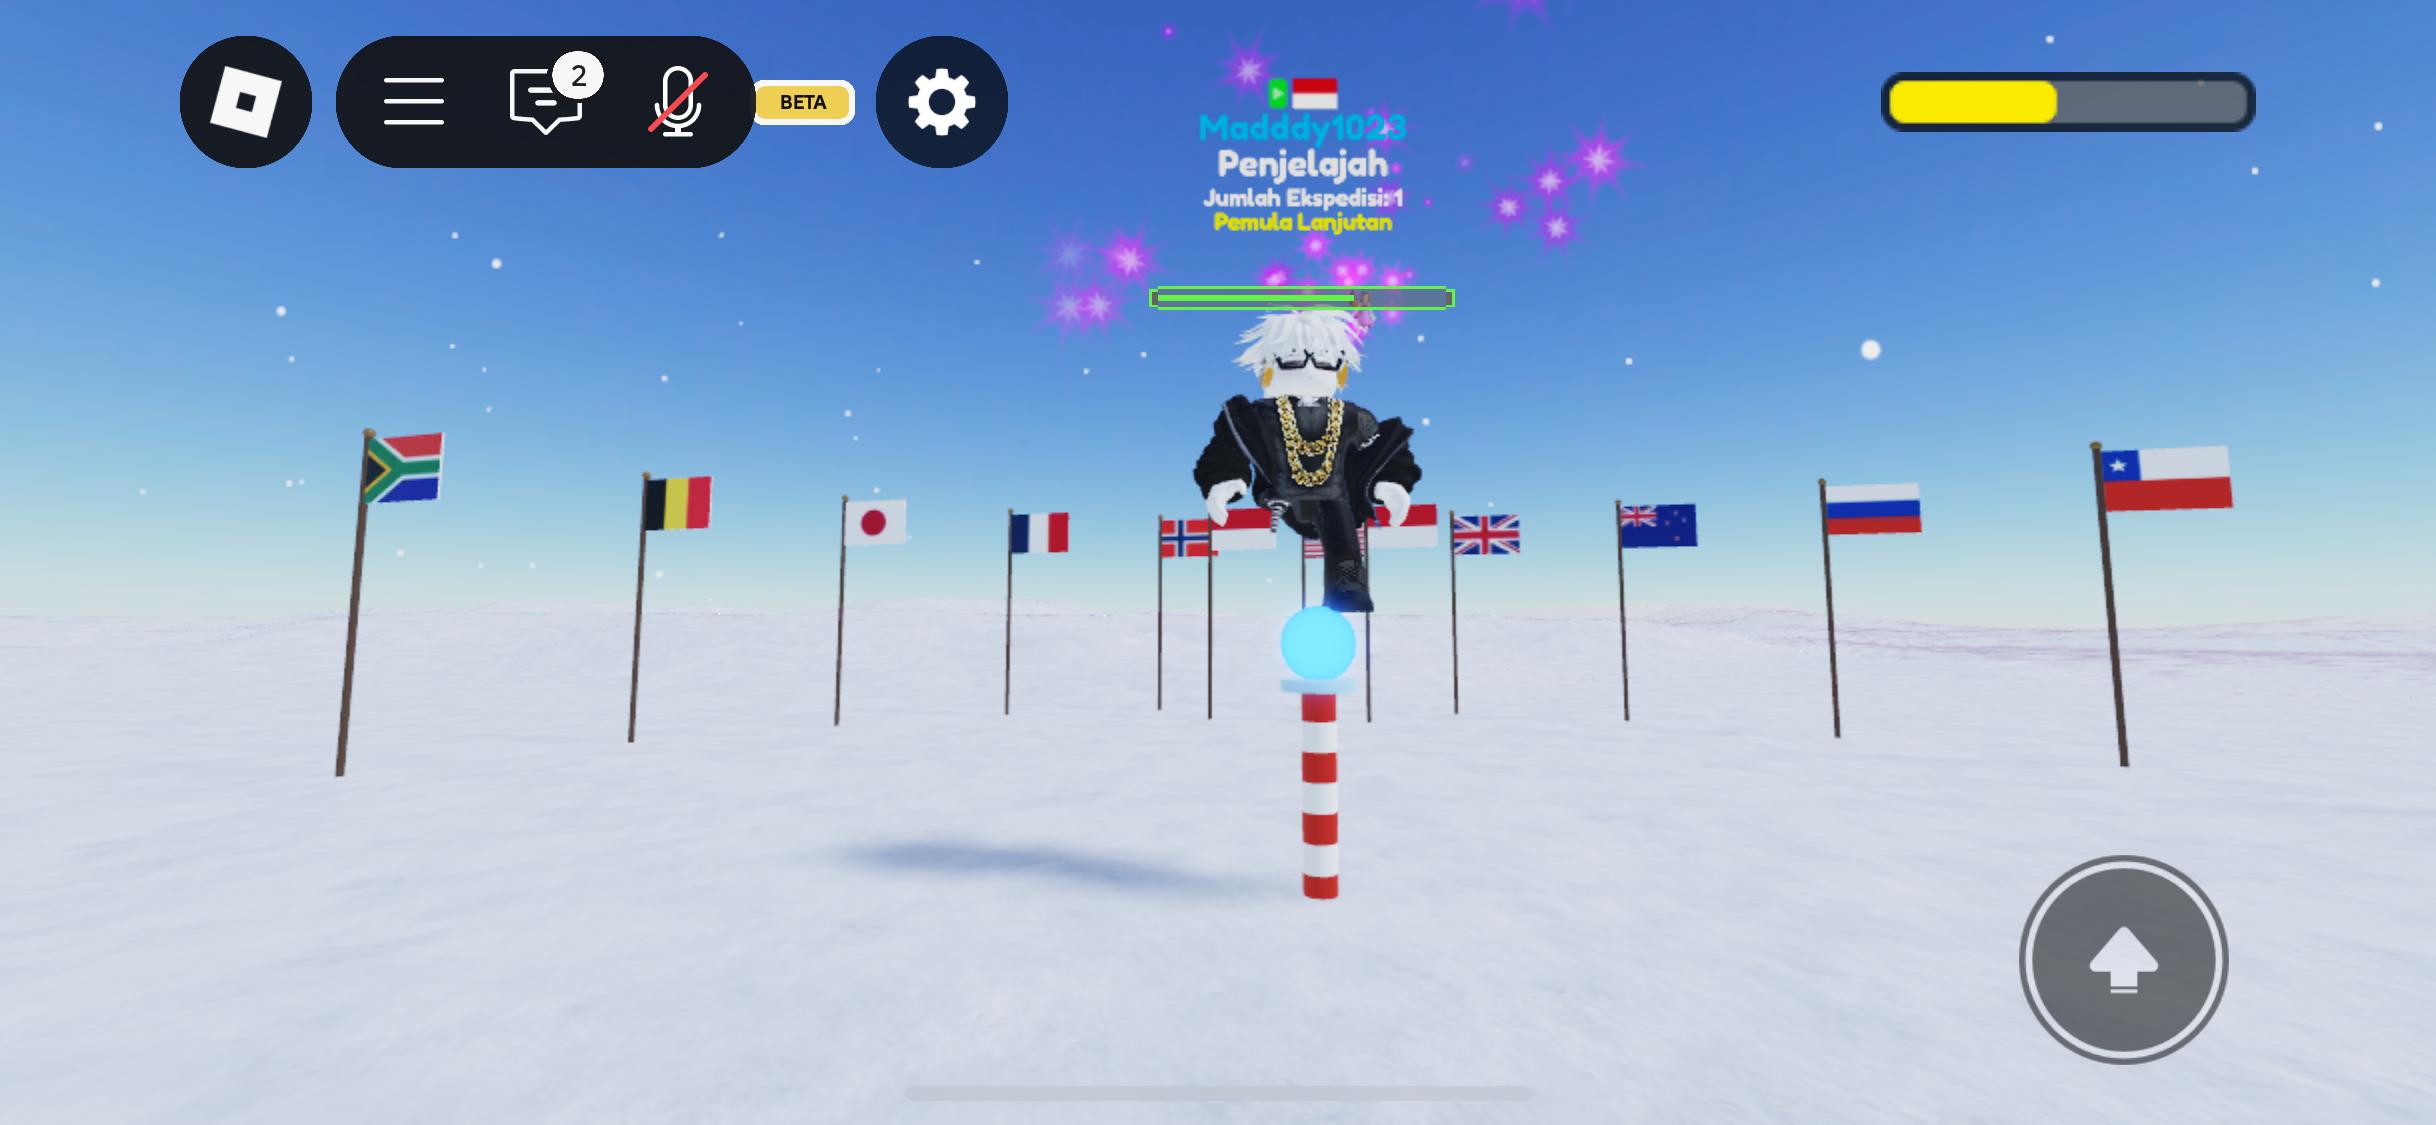 2
BETA
Madddy1023
Penjelajah
Jumlah Ekspedisi:1
Pemula Lanjutan